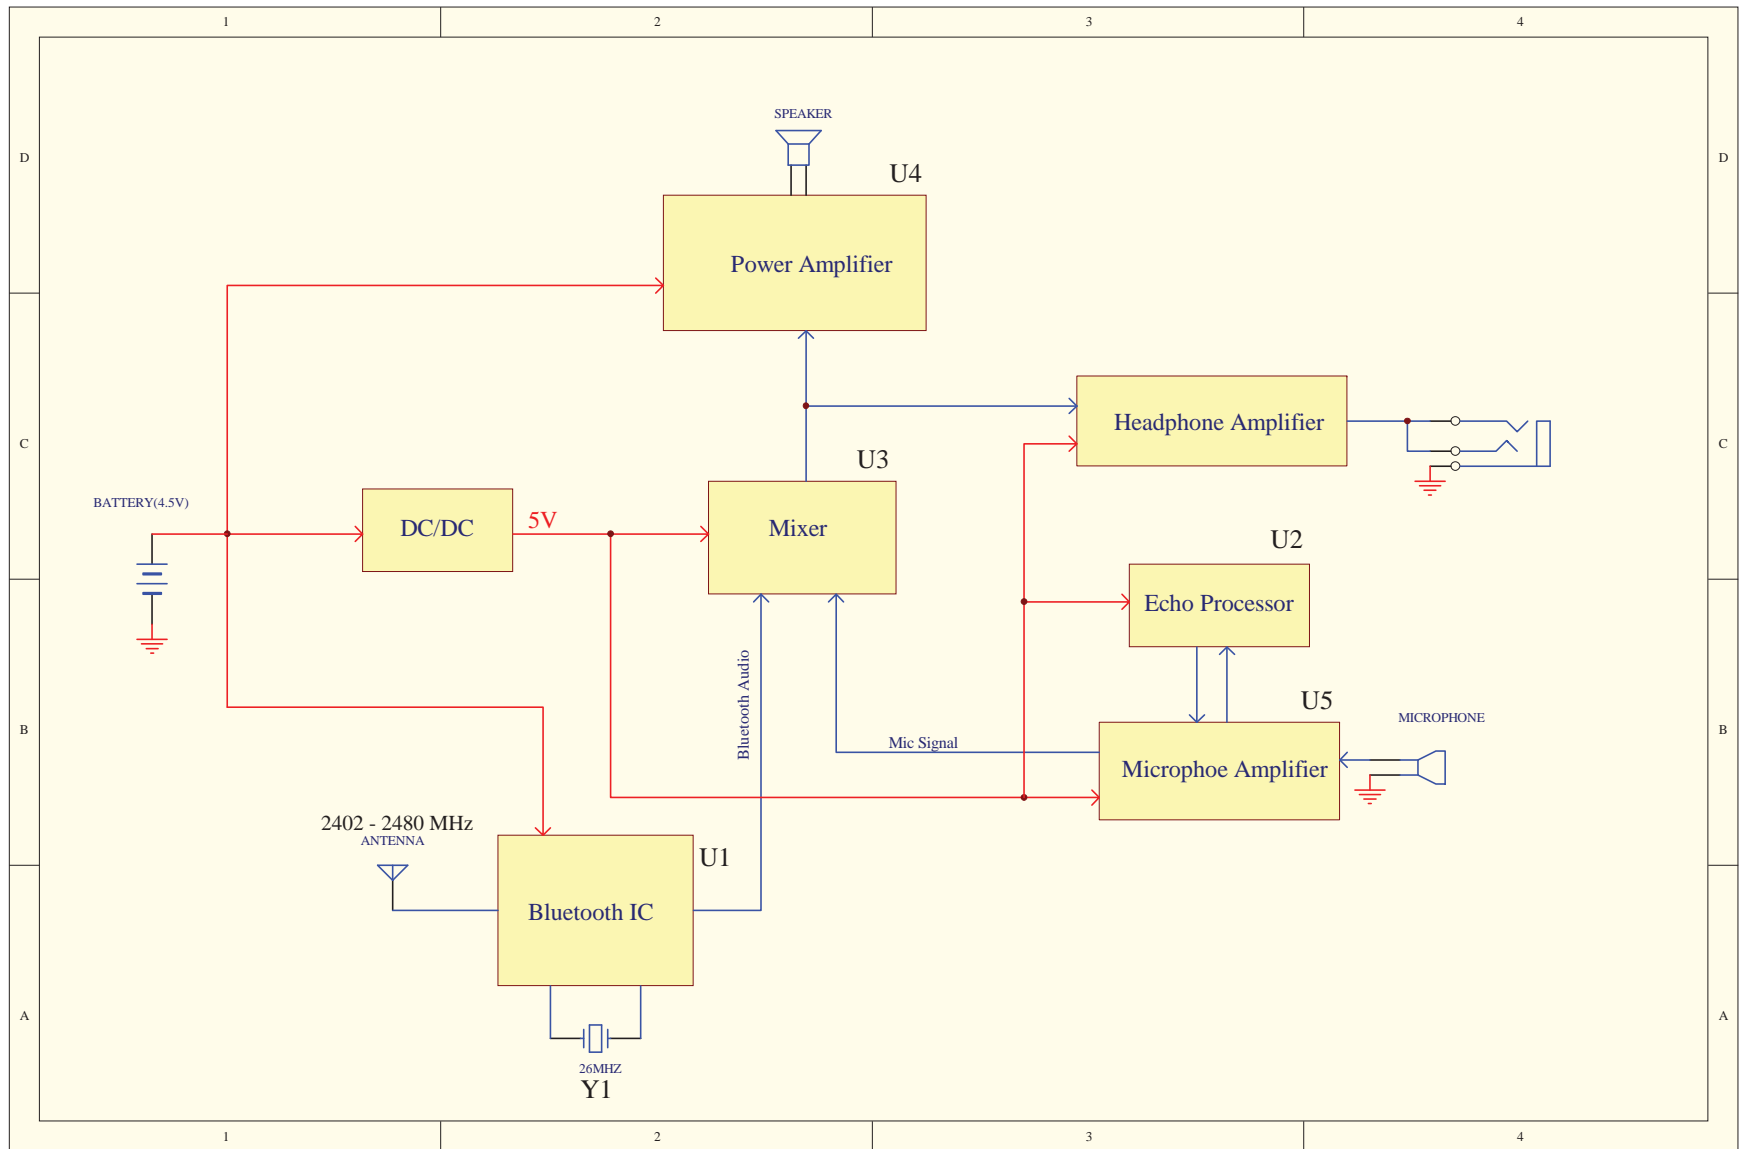 1 2 3 4
D D
SPEAKER
U4
Power Amplifier
C C
Headphone Amplifier
U3
BATTERY(4.5V)
DC/DC
5V
Mixer
U2
Echo Processor
Bluetooth Audio
U5
MICROPHONE
B B
Mic Signal
Microphoe Amplifier
2402 - 2480 MHz
ANTENNA
U1
Bluetooth IC
A A
26MHZ
Y1
1 2 3 4